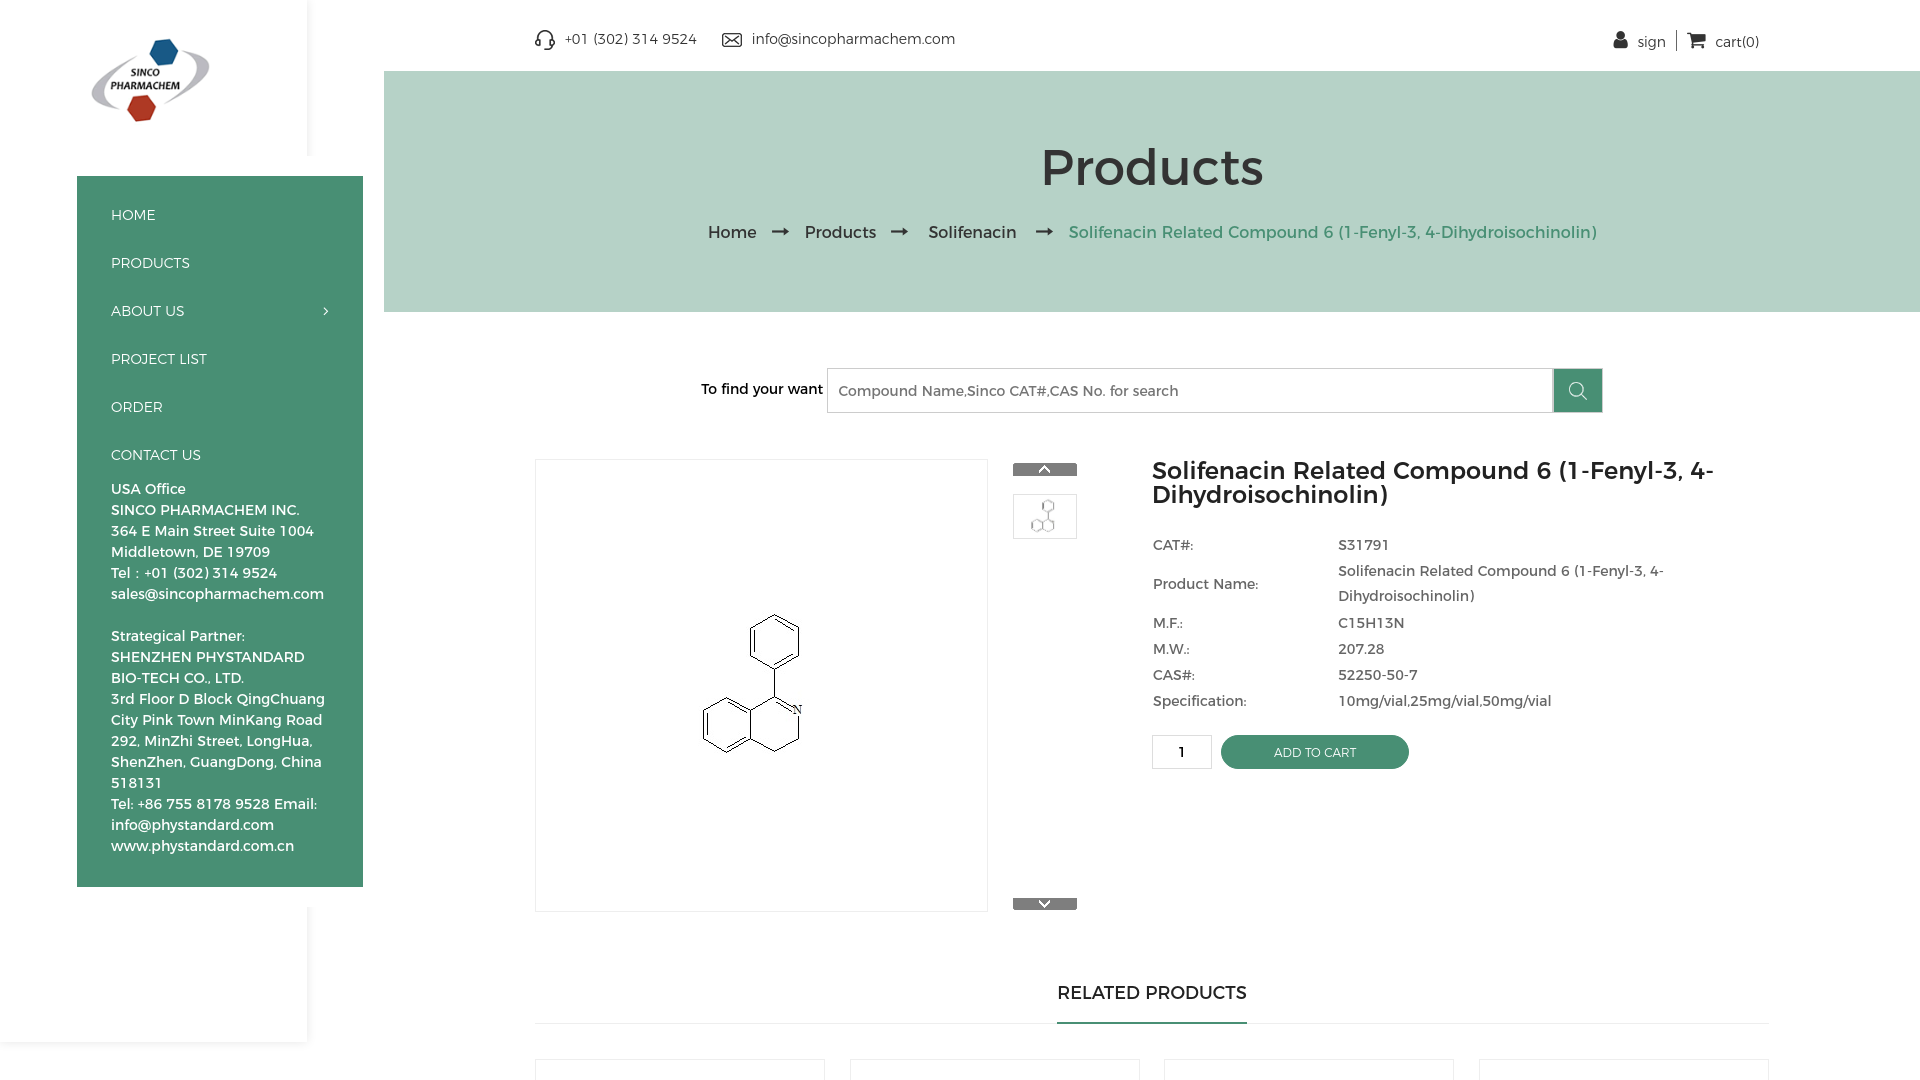 SINCO
PHARMACHEM
+01 (302) 314 9524
info@sincopharmachem.com
sign
cart(0)
HOME
PRODUCTS
ABOUT US
PROJECT LIST
ORDER
CONTACT US
USA Office
SINCO PHARMACHEM INC.
364 E Main Street Suite 1004
Middletown, DE 19709
Tel : +01 (302) 314 9524
sales@sincopharmachem.com
Strategical Partner:
SHENZHEN PHYSTANDARD
BIO-TECH CO., LTD.
3rd Floor D Block QingChuang
City Pink Town MinKang Road
292, MinZhi Street, LongHua,
ShenZhen, GuangDong, China
518131
Tel: +86 755 8178 9528 Email:
info@phystandard.com
www.phystandard.com.cn
Products
Home
Products
Solifenacin
Solifenacin Related Compound 6 (1-Fenyl-3, 4-Dihydroisochinolin)
To find your want
Compound Name,Sinco CAT#,CAS No. for search
N
Solifenacin Related Compound 6 (1-Fenyl-3, 4-
Dihydroisochinolin)
CAT#: S31791
Product Name: Solifenacin Related Compound 6 (1-Fenyl-3, 4-
Dihydroisochinolin)
M.F.: C15H13N
M.W.: 207.28
CAS#: 52250-50-7
Specification: 10mg/vial,25mg/vial,50mg/vial
1
ADD TO CART
RELATED PRODUCTS